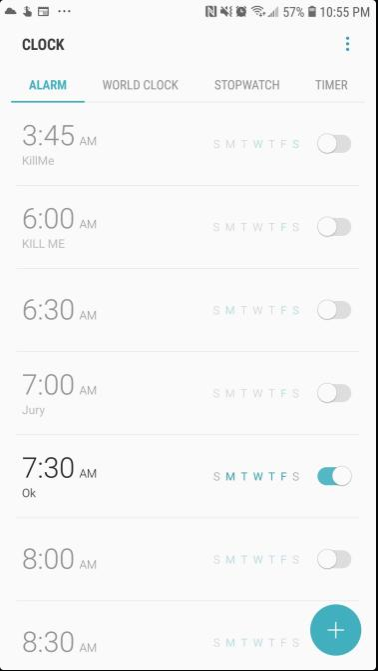 57% 10:55 PM
CLOCK
ALARM WORLD CLOCK STOPWATCH TIMER
3:45 AM S M T W T F S
KillMe
6:00 AM S M T W T F S
KILL ME
6:30 AM S M T W T F S
7:00 AM S M T W T F S
Jury
7:30 AM S M T W T F S
Ok
8:00 AM S M T W T F S
8:30 AM S M T W T F S